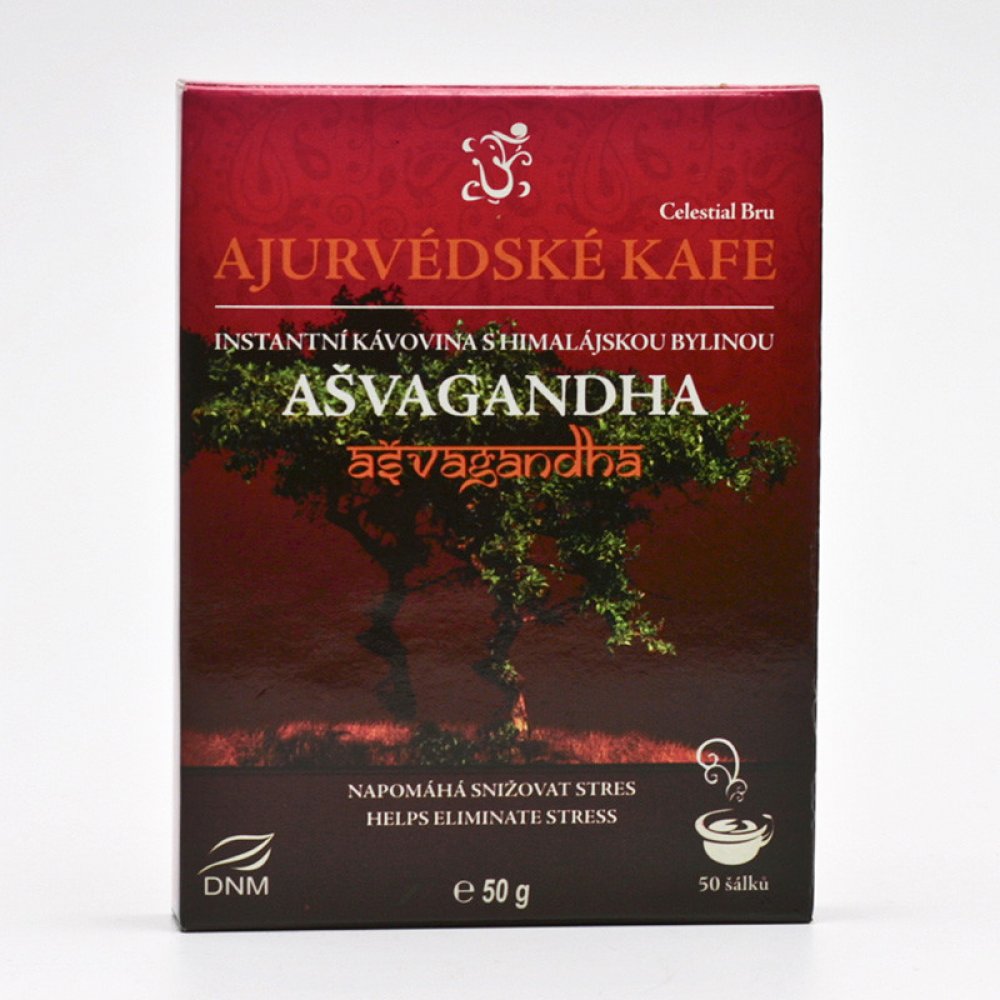 Celestial Bru
AJURVÉDSKÉ KAFE
INSTANTNÍ KÁVOVINA S HIMALÁJSKOU BYLINOU
AŠVAGANDHA
ašvagandha
NAPOMÁHÁ SNIŽOVAT STRES
HELPS ELIMINATE STRESS
DNM
℮ 50 g
50 šálků